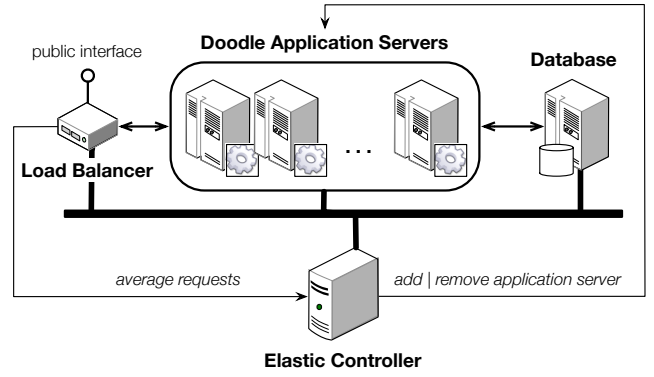 Doodle Application Servers
public interface
Database
Load Balancer
. . .
average requests
add | remove application server
Elastic Controller